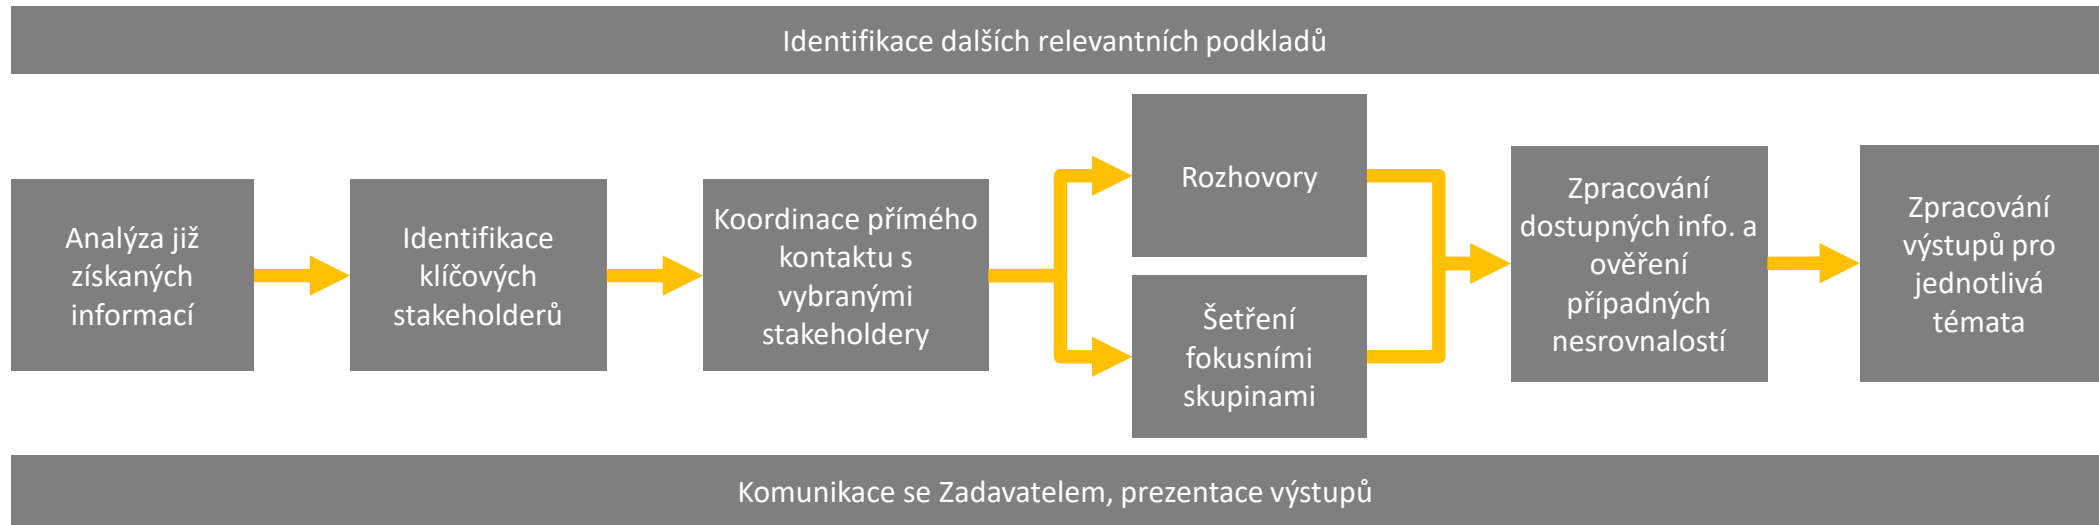 Identifikace dalších relevantních podkladů
Analýza již
získaných
informací
Identifikace
klíčových
stakeholderů
Koordinace přímého
kontaktu s
vybranými
stakeholdery
Rozhovory
Šetření
fokusními
skupinami
Zpracování
dostupných info. a
ověření
případných
nesrovnalostí
Zpracování
výstupů pro
jednotlivá
témata
Komunikace se Zadavatelem, prezentace výstupů